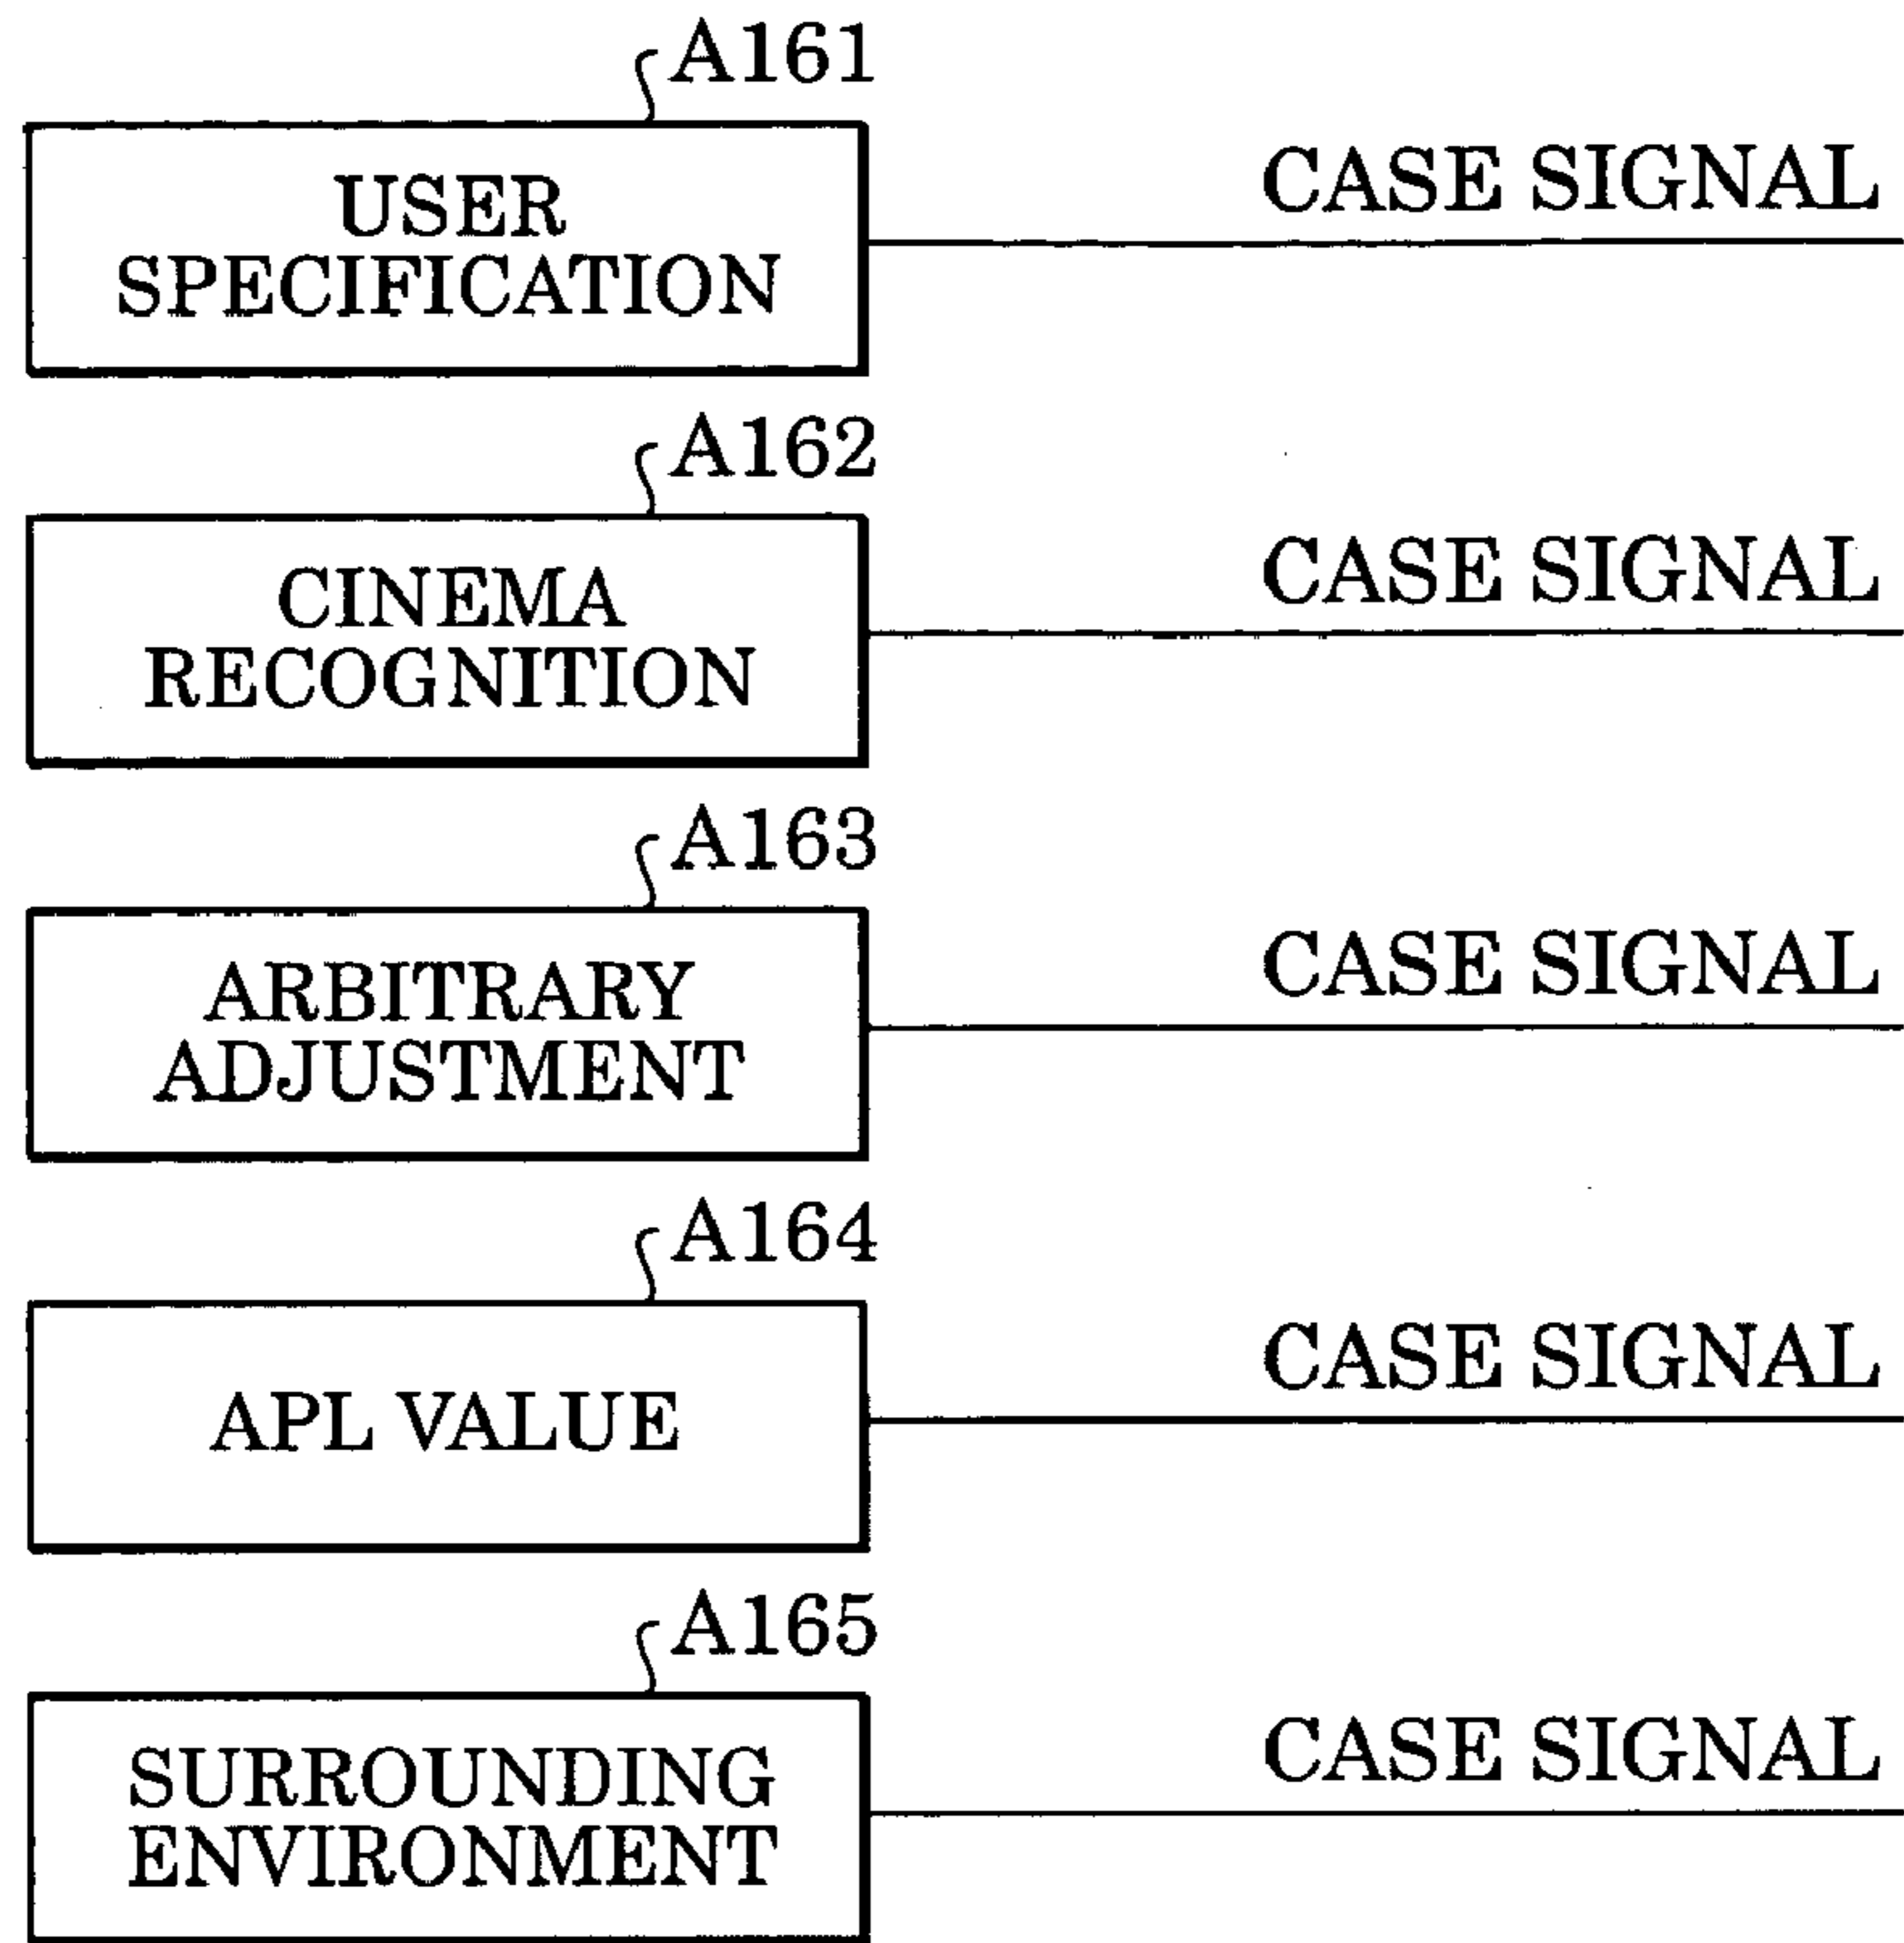 A161
USER
SPECIFICATION
CASE SIGNAL
A162
CINEMA
RECOGNITION
CASE SIGNAL
A163
ARBITRARY
ADJUSTMENT
CASE SIGNAL
A164
APL VALUE
CASE SIGNAL
A165
SURROUNDING
ENVIRONMENT
CASE SIGNAL